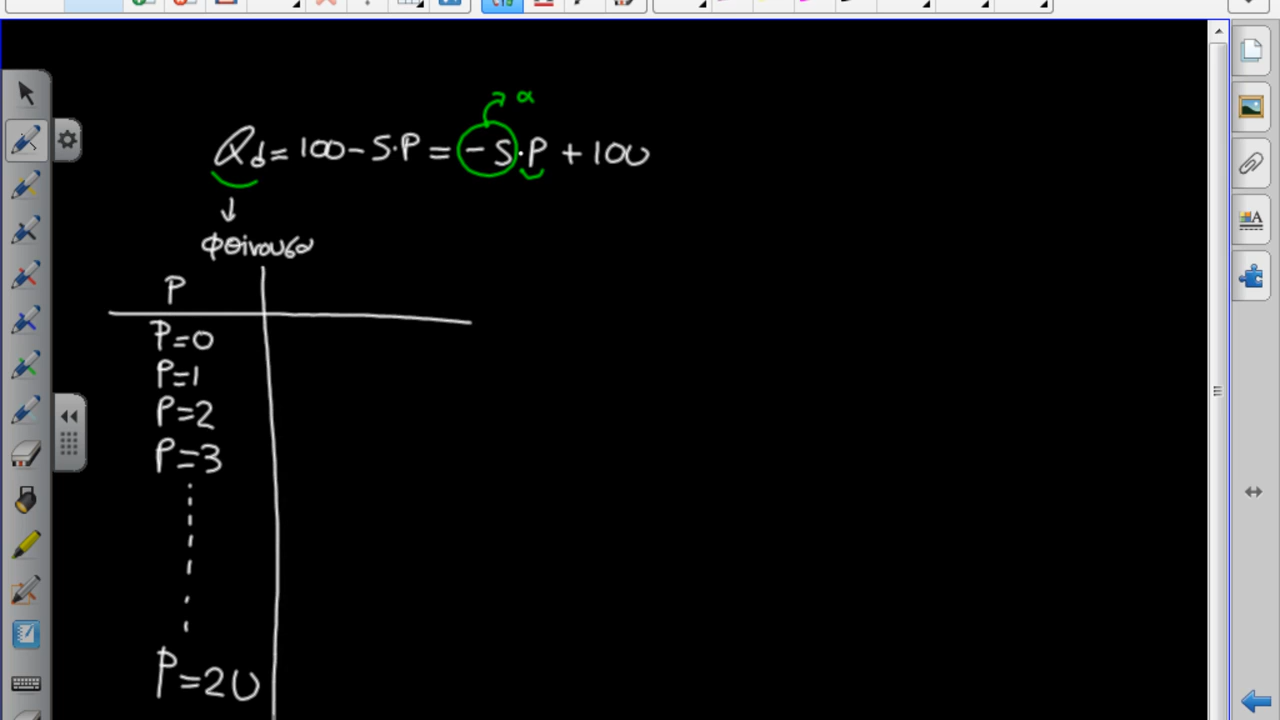 α
Qd = 100 - 5·P = -5·P + 100
φθίνουσα
P
P=0
P=1
P=2
P=3
P=20